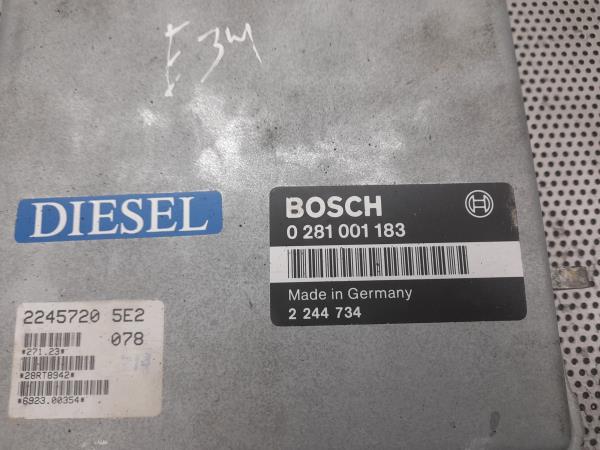 E34
DIESEL
BOSCH
0 281 001 183
Made in Germany
2 244 734
2245720 5E2
078
*271.23*
*28RT8942*
*6923.00354*